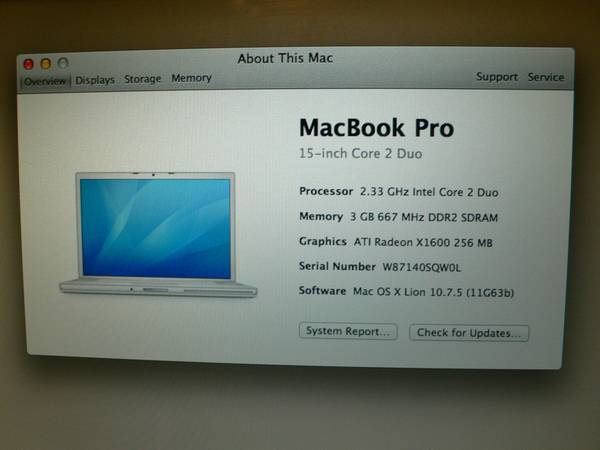 About This Mac
Overview Displays Storage Memory Support Service
MacBook Pro
15-inch Core 2 Duo
Processor 2.33 GHz Intel Core 2 Duo
Memory 3 GB 667 MHz DDR2 SDRAM
Graphics ATI Radeon X1600 256 MB
Serial Number W87140SQW0L
Software Mac OS X Lion 10.7.5 (11G63b)
System Report... Check for Updates...